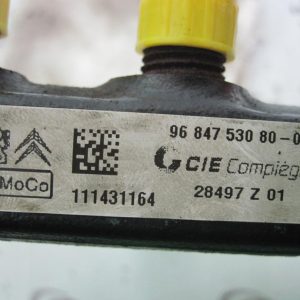 96 847 530 80-0
CIE Compièg
MoCo
111431164
28497 Z 01